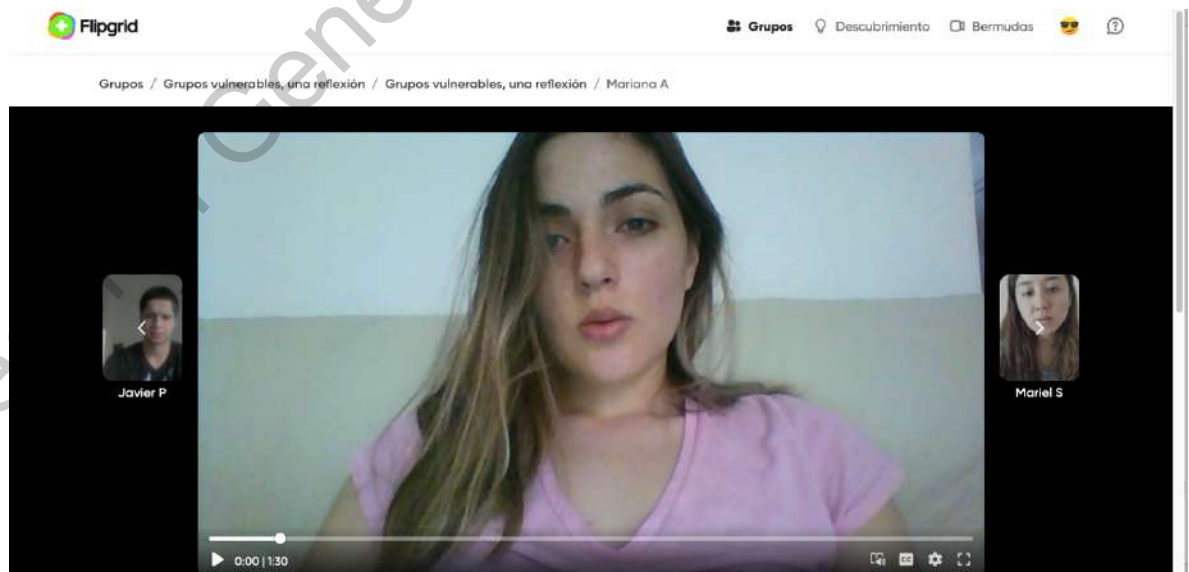 Flipgrid
Grupos Descubrimiento Bermudas
Grupos / Grupos vulnerables, una reflexión / Grupos vulnerables, una reflexión / Mariana A
Javier P
Mariel S
0:00 | 1:30
CC